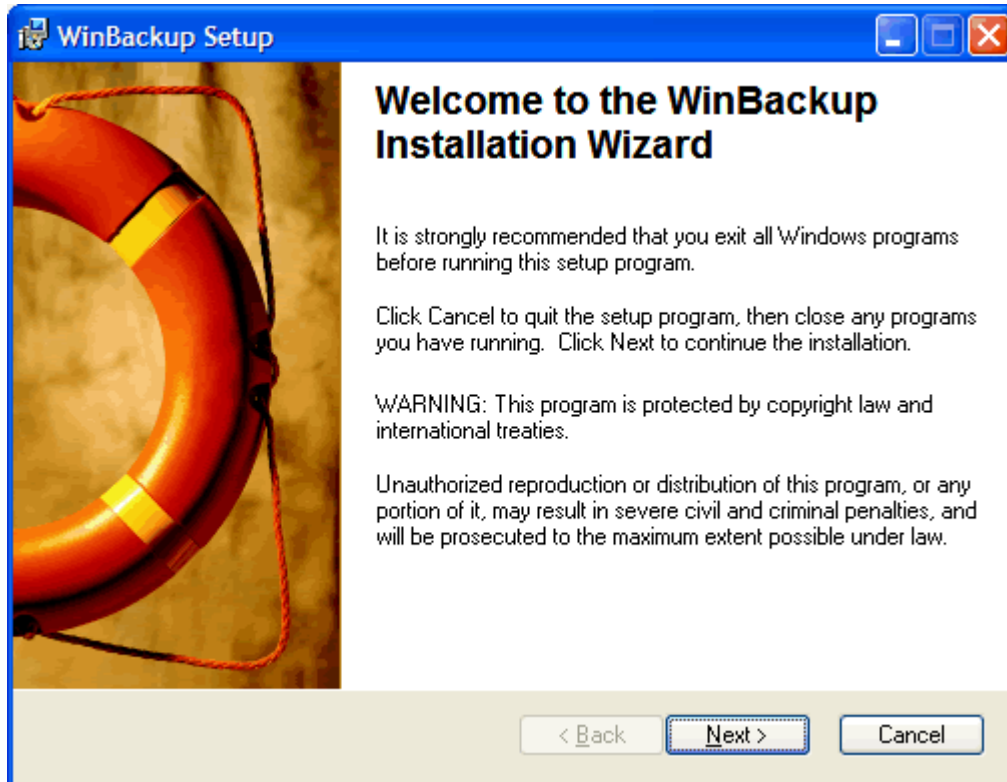 WinBackup Setup
Welcome to the WinBackup
Installation Wizard
It is strongly recommended that you exit all Windows programs
before running this setup program.
Click Cancel to quit the setup program, then close any programs
you have running.  Click Next to continue the installation.
WARNING: This program is protected by copyright law and
international treaties.
Unauthorized reproduction or distribution of this program, or any
portion of it, may result in severe civil and criminal penalties, and
will be prosecuted to the maximum extent possible under law.
< Back
Next >
Cancel